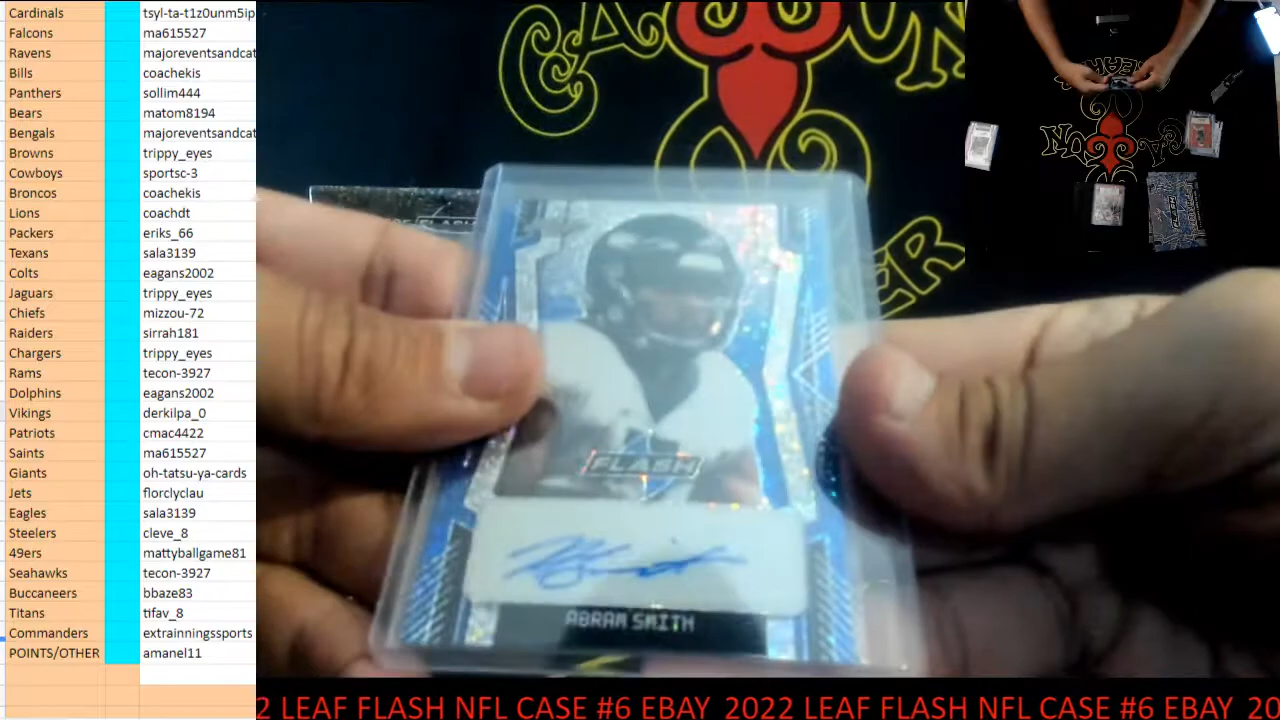 Cardinals tsyl-ta-t1z0unm5ip
Falcons ma615527
Ravens majoreventsandcat
Bills coachekis
Panthers sollim444
Bears matom8194
Bengals majoreventsandcat
Browns trippy_eyes
Cowboys sportsc-3
Broncos coachekis
Lions coachdt
Packers eriks_66
Texans sala3139
Colts eagans2002
Jaguars trippy_eyes
Chiefs mizzou-72
Raiders sirrah181
Chargers trippy_eyes
Rams tecon-3927
Dolphins eagans2002
Vikings derkilpa_0
Patriots cmac4422
Saints ma615527
Giants oh-tatsu-ya-cards
Jets florclyclau
Eagles sala3139
Steelers cleve_8
49ers mattyballgame81
Seahawks tecon-3927
Buccaneers bbaze83
Titans tifav_8
Commanders extrainningssports
POINTS/OTHER amanel11
FLASH
FLASH
ABRAM SMITH
2 LEAF FLASH NFL CASE #6 EBAY 2022 LEAF FLASH NFL CASE #6 EBAY 20